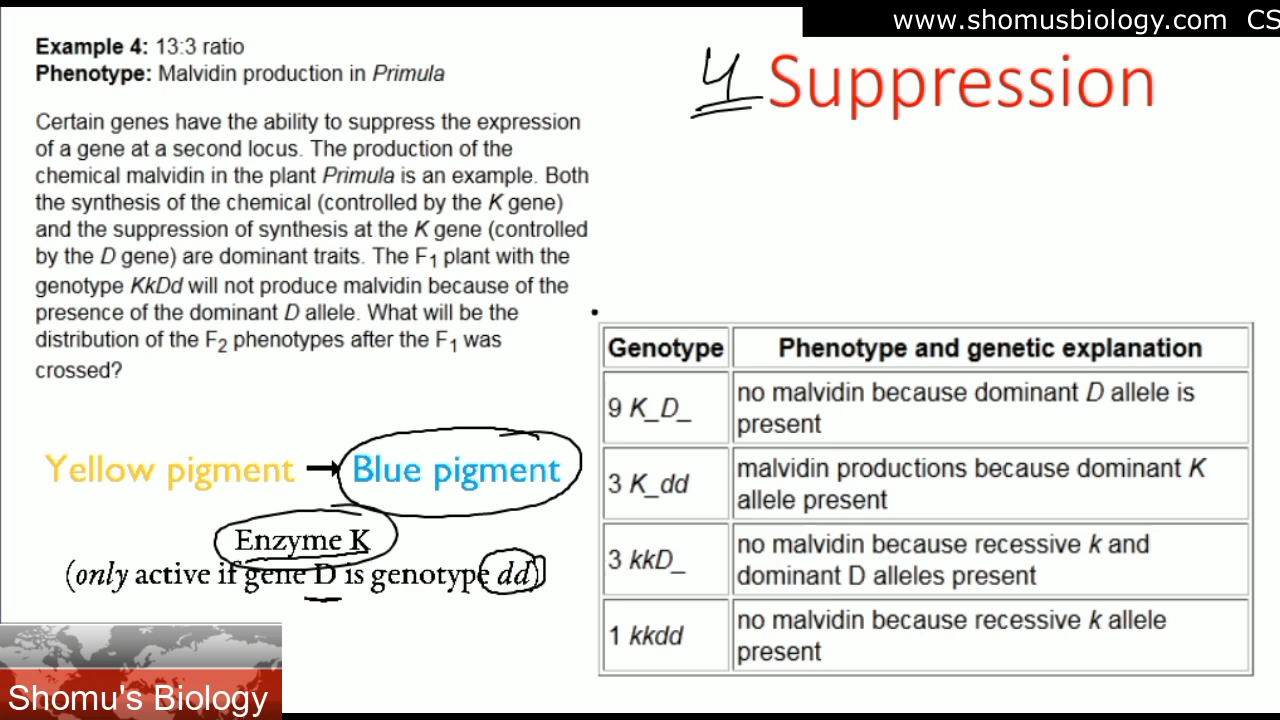 www.shomusbiology.com CS
Example 4: 13:3 ratio
Phenotype: Malvidin production in Primula
4 Suppression
Certain genes have the ability to suppress the expression
of a gene at a second locus. The production of the
chemical malvidin in the plant Primula is an example. Both
the synthesis of the chemical (controlled by the K gene)
and the suppression of synthesis at the K gene (controlled
by the D gene) are dominant traits. The F1 plant with the
genotype KkDd will not produce malvidin because of the
presence of the dominant D allele. What will be the
distribution of the F2 phenotypes after the F1 was
crossed?
Yellow pigment → Blue pigment
Enzyme K
(only active if gene D is genotype dd)
Genotype Phenotype and genetic explanation
9 K_D_ no malvidin because dominant D allele is
present
3 K_dd malvidin productions because dominant K
allele present
3 kkD_ no malvidin because recessive k and
dominant D alleles present
1 kkdd no malvidin because recessive k allele
present
Shomu's Biology